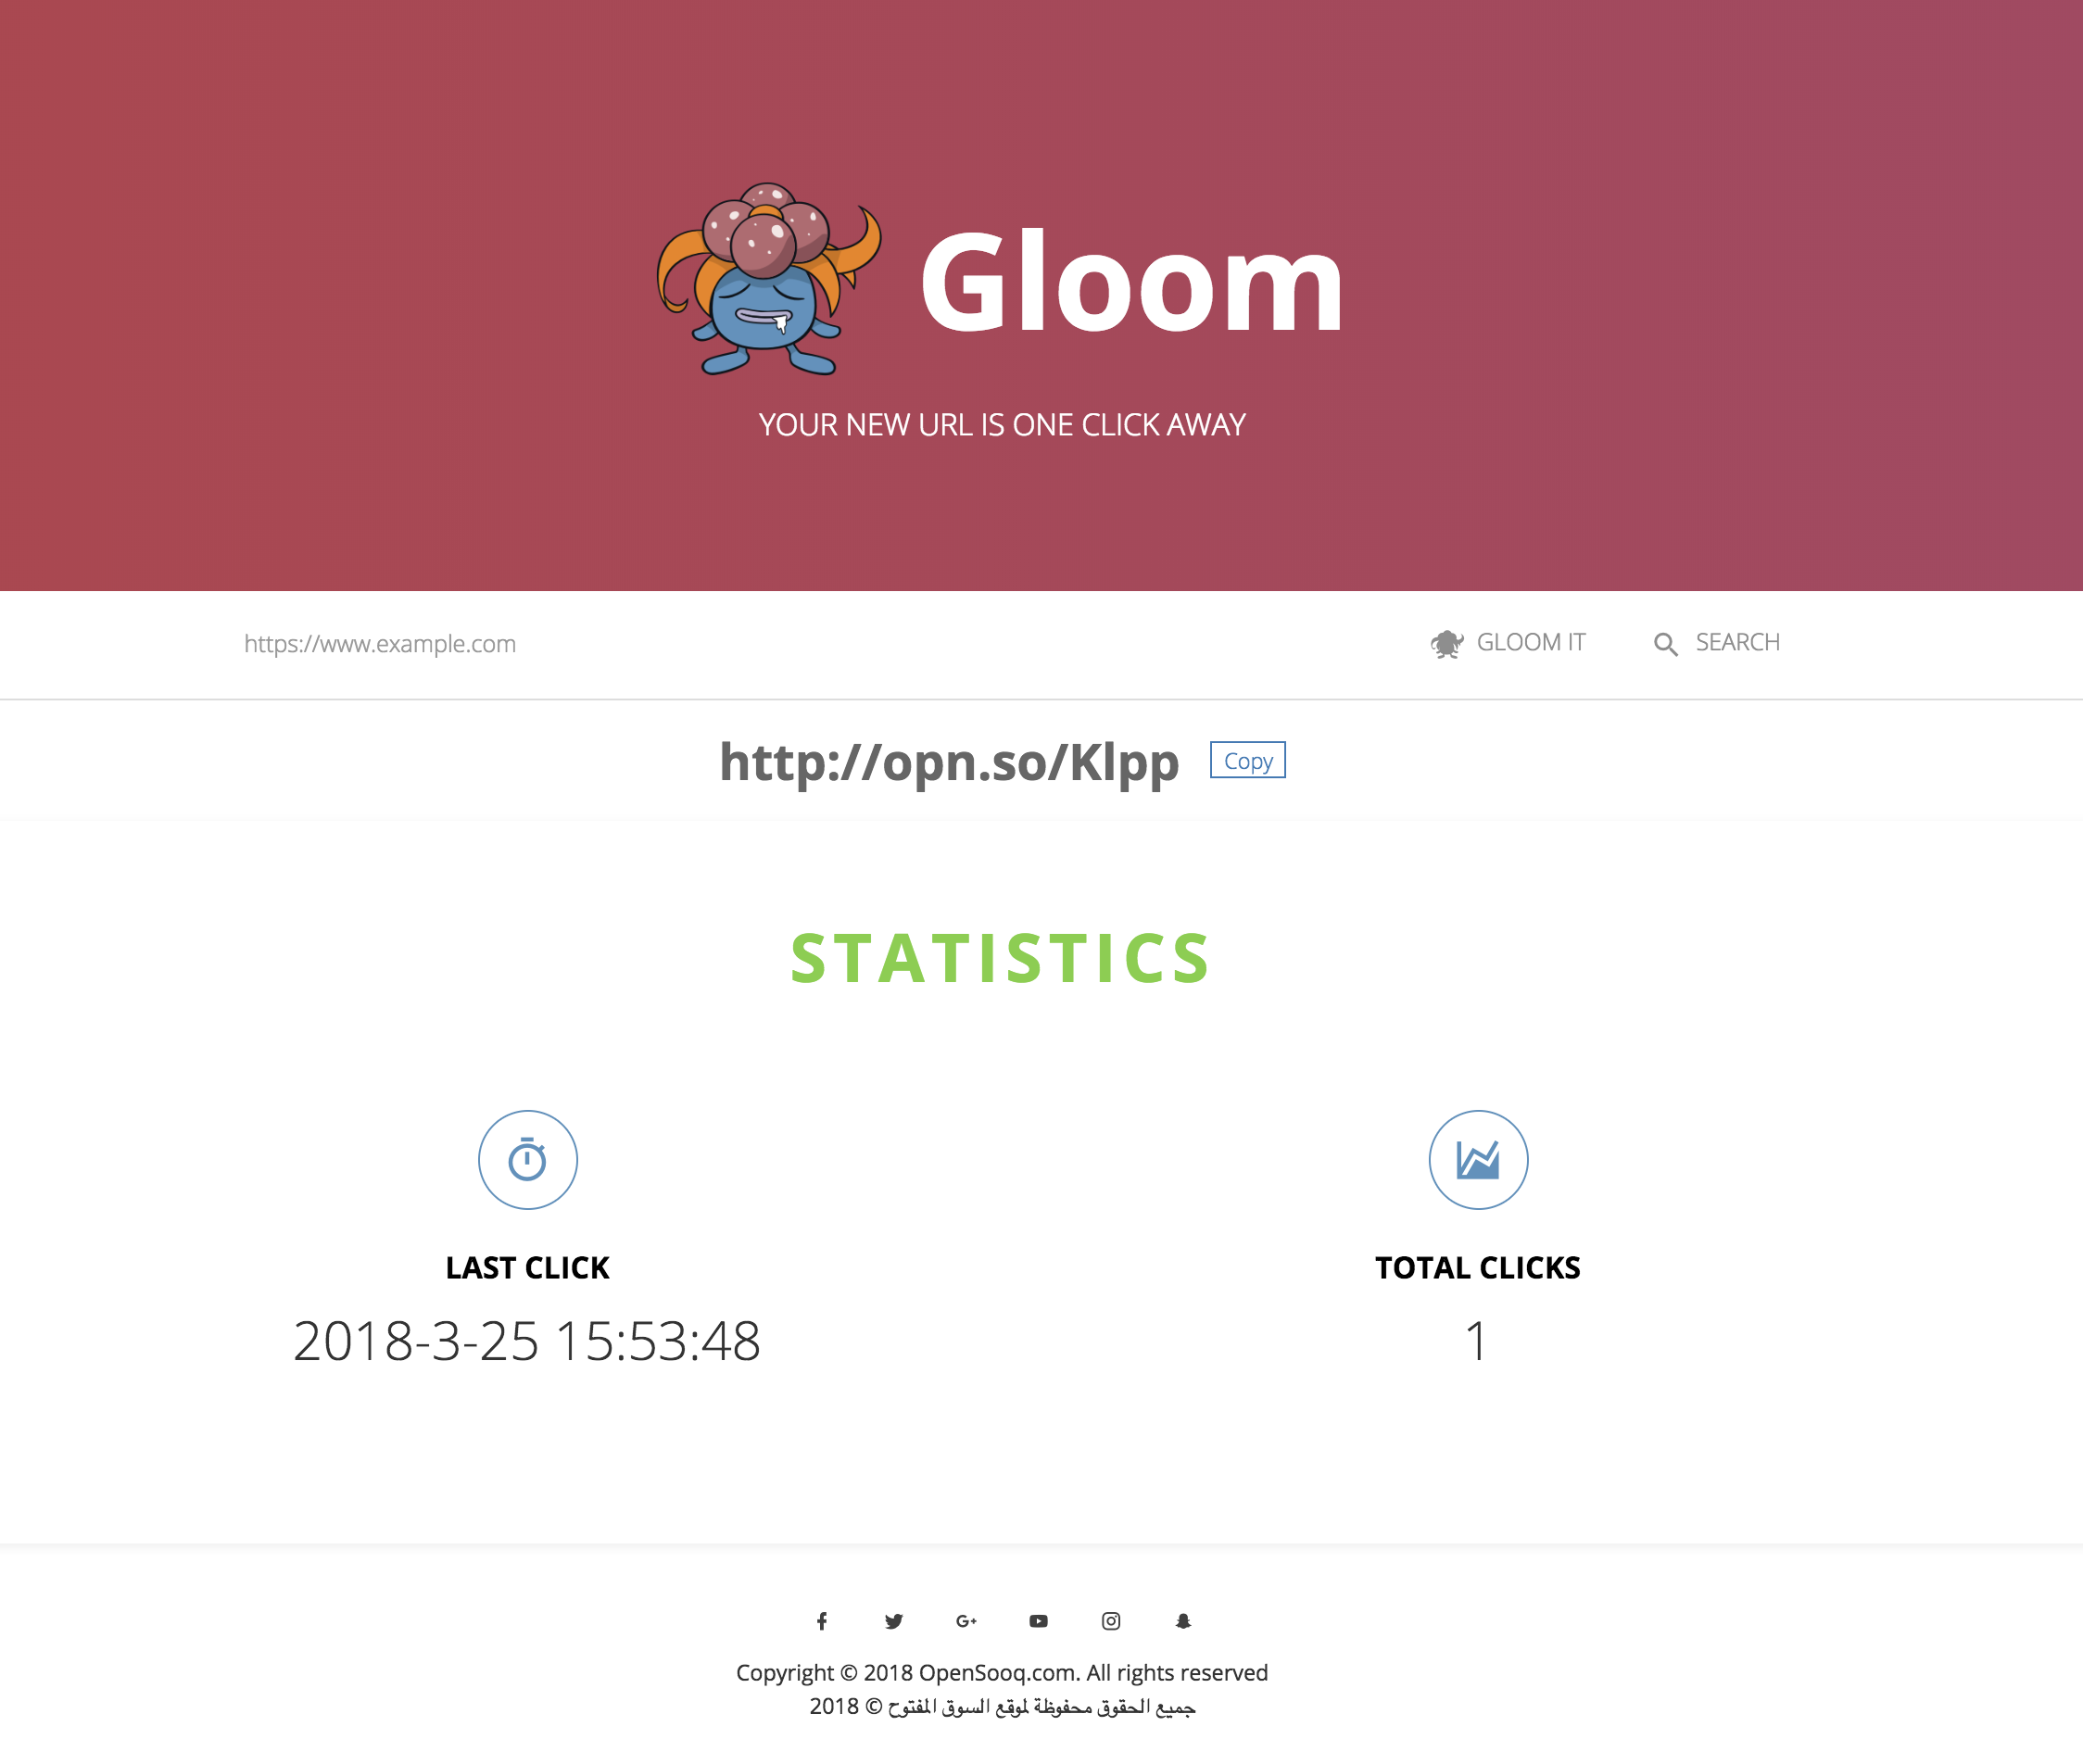 Gloom
YOUR NEW URL IS ONE CLICK AWAY
https://www.example.com
GLOOM IT
SEARCH
http://opn.so/Klpp
Copy
STATISTICS
LAST CLICK
2018-3-25 15:53:48
TOTAL CLICKS
1
G+
Copyright © 2018 OpenSooq.com. All rights reserved
جميع الحقوق محفوظة لموقع السوق المفتوح © 2018